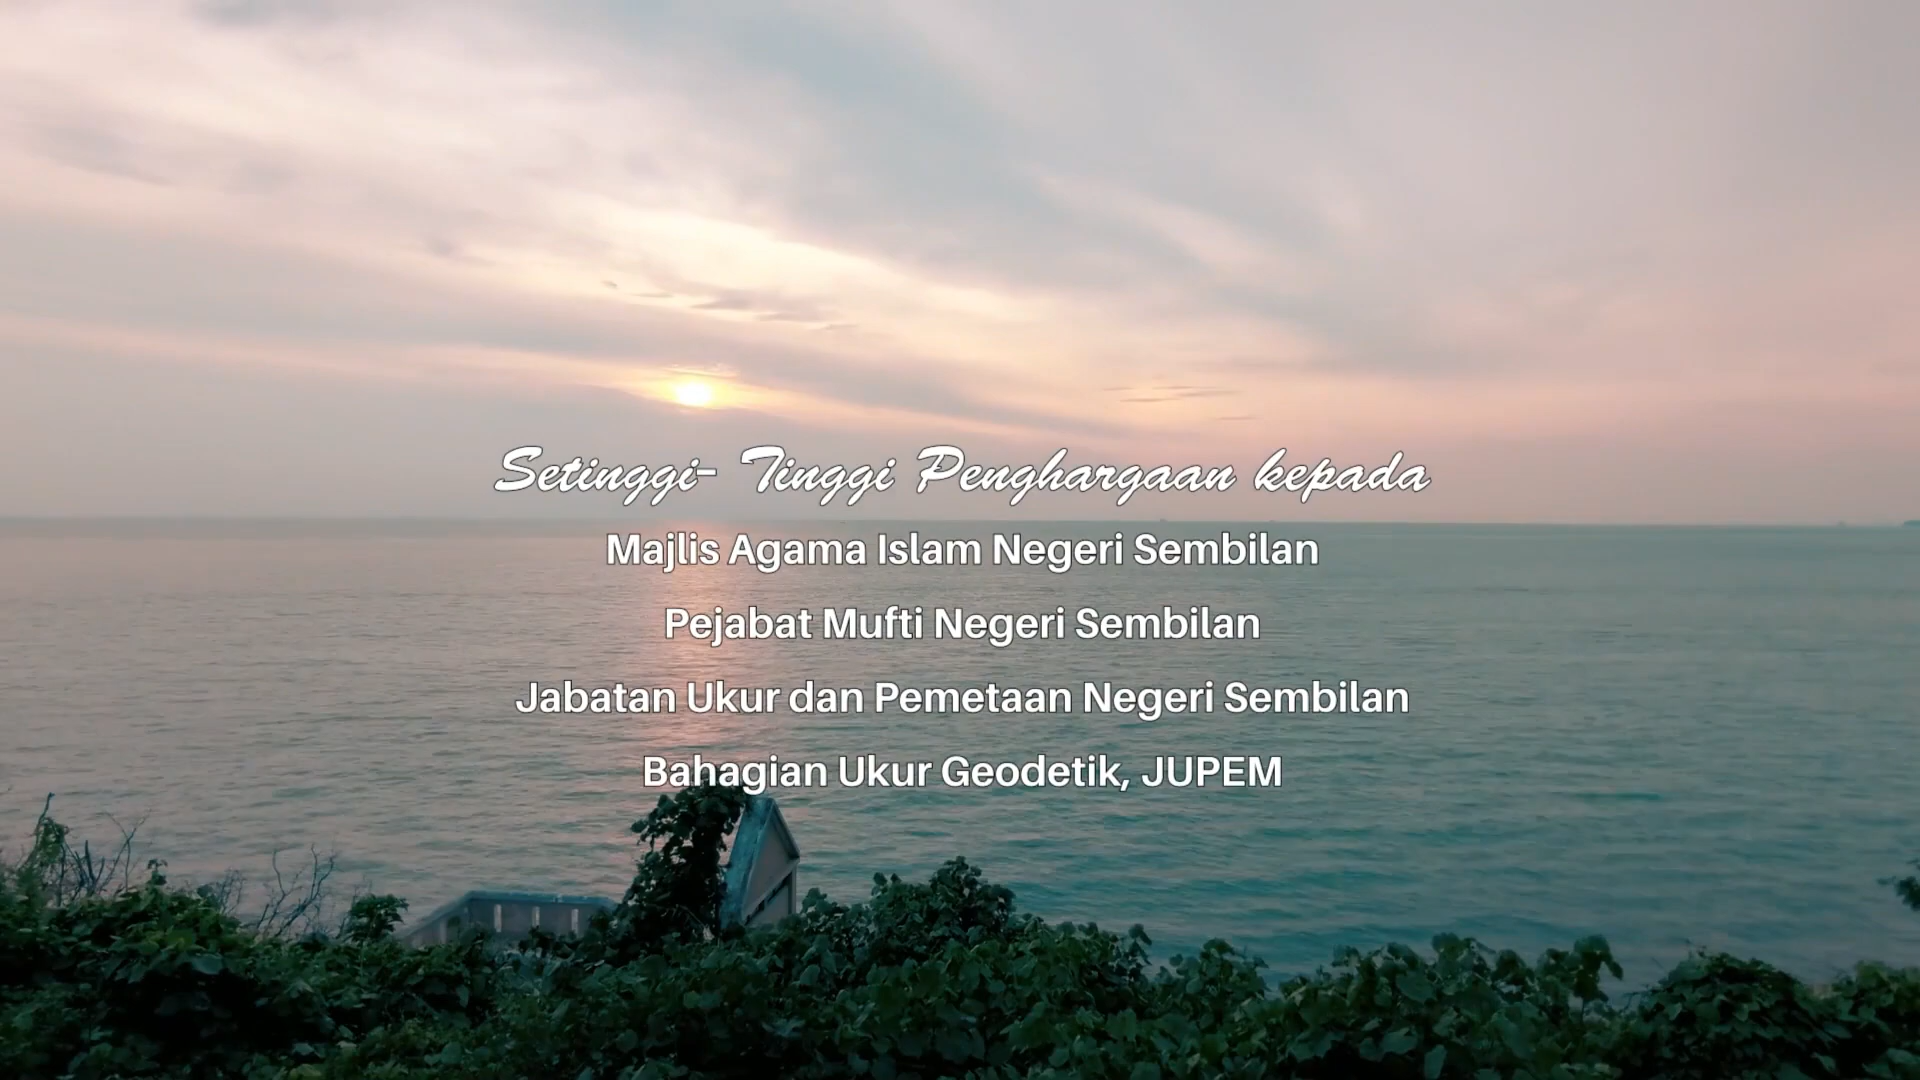 Setinggi- Tinggi Penghargaan kepada
Majlis Agama Islam Negeri Sembilan
Pejabat Mufti Negeri Sembilan
Jabatan Ukur dan Pemetaan Negeri Sembilan
Bahagian Ukur Geodetik, JUPEM